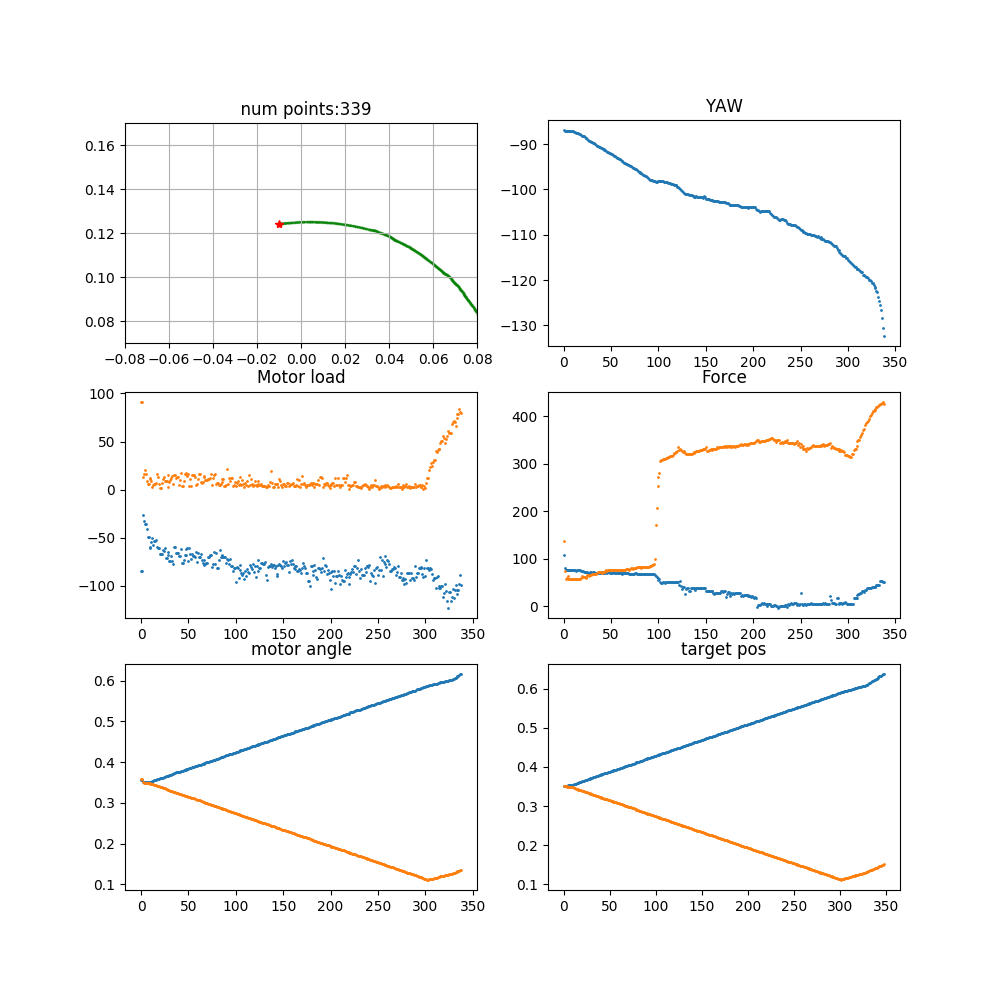 num points:339
0.16
0.14
0.12
0.10
0.08
−0.08 −0.06 −0.04 −0.02 0.00 0.02 0.04 0.06 0.08
YAW
−90
−100
−110
−120
−130
0 50 100 150 200 250 300 350
Motor load
100
50
0
−50
−100
0 50 100 150 200 250 300 350
Force
400
300
200
100
0
0 50 100 150 200 250 300 350
motor angle
0.6
0.5
0.4
0.3
0.2
0.1
0 50 100 150 200 250 300 350
target pos
0.6
0.5
0.4
0.3
0.2
0.1
0 50 100 150 200 250 300 350